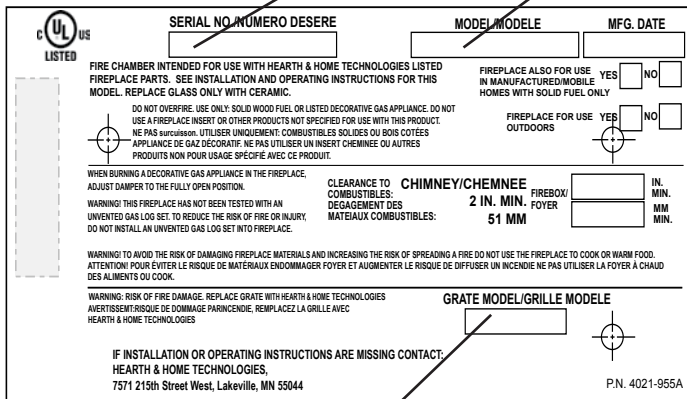 C UL US
LISTED
SERIAL NO./NÚMERO DESERE
MODEL/MODELE
MFG. DATE
FIRE CHAMBER INTENDED FOR USE WITH HEARTH & HOME TECHNOLOGIES LISTED
FIREPLACE PARTS. SEE INSTALLATION AND OPERATING INSTRUCTIONS FOR THIS
MODEL. REPLACE GLASS ONLY WITH CERAMIC.
FIREPLACE ALSO FOR USE YES NO
IN MANUFACTURED/MOBILE
HOMES WITH SOLID FUEL ONLY
DO NOT OVERFIRE. USE ONLY: SOLID WOOD FUEL OR LISTED DECORATIVE GAS APPLIANCE. DO NOT
USE A FIREPLACE INSERT OR OTHER PRODUCTS NOT SPECIFIED FOR USE WITH THIS PRODUCT.
NE PAS surcuisson. UTILISER UNIQUEMENT: COMBUSTIBLES SOLIDES OU BOIS COTÉES
APPLIANCE DE GAZ DÉCORATIF. NE PAS UTILISER UN INSERT CHEMINEE OU AUTRES
PRODUITS NON POUR USAGE SPÉCIFIÉ AVEC CE PRODUIT.
FIREPLACE FOR USE YES NO
OUTDOORS
WHEN BURNING A DECORATIVE GAS APPLIANCE IN THE FIREPLACE,
ADJUST DAMPER TO THE FULLY OPEN POSITION.
WARNING! THIS FIREPLACE HAS NOT BEEN TESTED WITH AN
UNVENTED GAS LOG SET. TO REDUCE THE RISK OF FIRE OR INJURY,
DO NOT INSTALL AN UNVENTED GAS LOG SET INTO FIREPLACE.
CLEARANCE TO
COMBUSTIBLES:
DEGAGEMENT DES
MATEIAUX COMBUSTIBLES:
CHIMNEY/CHEMNEE
2 IN. MIN.
51 MM
FIREBOX/
FOYER
IN.
MIN.
MM
MIN.
WARNING! TO AVOID THE RISK OF DAMAGING FIREPLACE MATERIALS AND INCREASING THE RISK OF SPREADING A FIRE DO NOT USE THE FIREPLACE TO COOK OR WARM FOOD.
ATTENTION! POUR ÉVITER LE RISQUE DE MATÉRIAUX ENDOMMAGER FOYER ET AUGMENTER LE RISQUE DE DIFFUSER UN INCENDIE NE PAS UTILISER LA FOYER À CHAUD
DES ALIMENTS OU COOK.
WARNING: RISK OF FIRE DAMAGE. REPLACE GRATE WITH HEARTH & HOME TECHNOLOGIES
AVERTISSEMT:RISQUE DE DOMMAGE PARINCENDIE, REMPLACEZ LA GRILLE AVEC
HEARTH & HOME TECHNOLOGIES
GRATE MODEL/GRILLE MODELE
IF INSTALLATION OR OPERATING INSTRUCTIONS ARE MISSING CONTACT:
HEARTH & HOME TECHNOLOGIES,
7571 215th Street West, Lakeville, MN 55044
P.N. 4021-955A